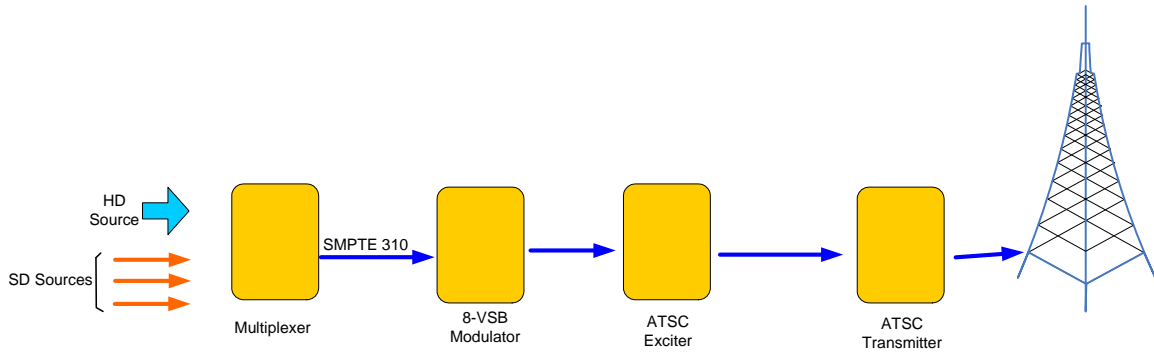 HD
Source
SD Sources
Multiplexer
SMPTE 310
8-VSB
Modulator
ATSC
Exciter
ATSC
Transmitter